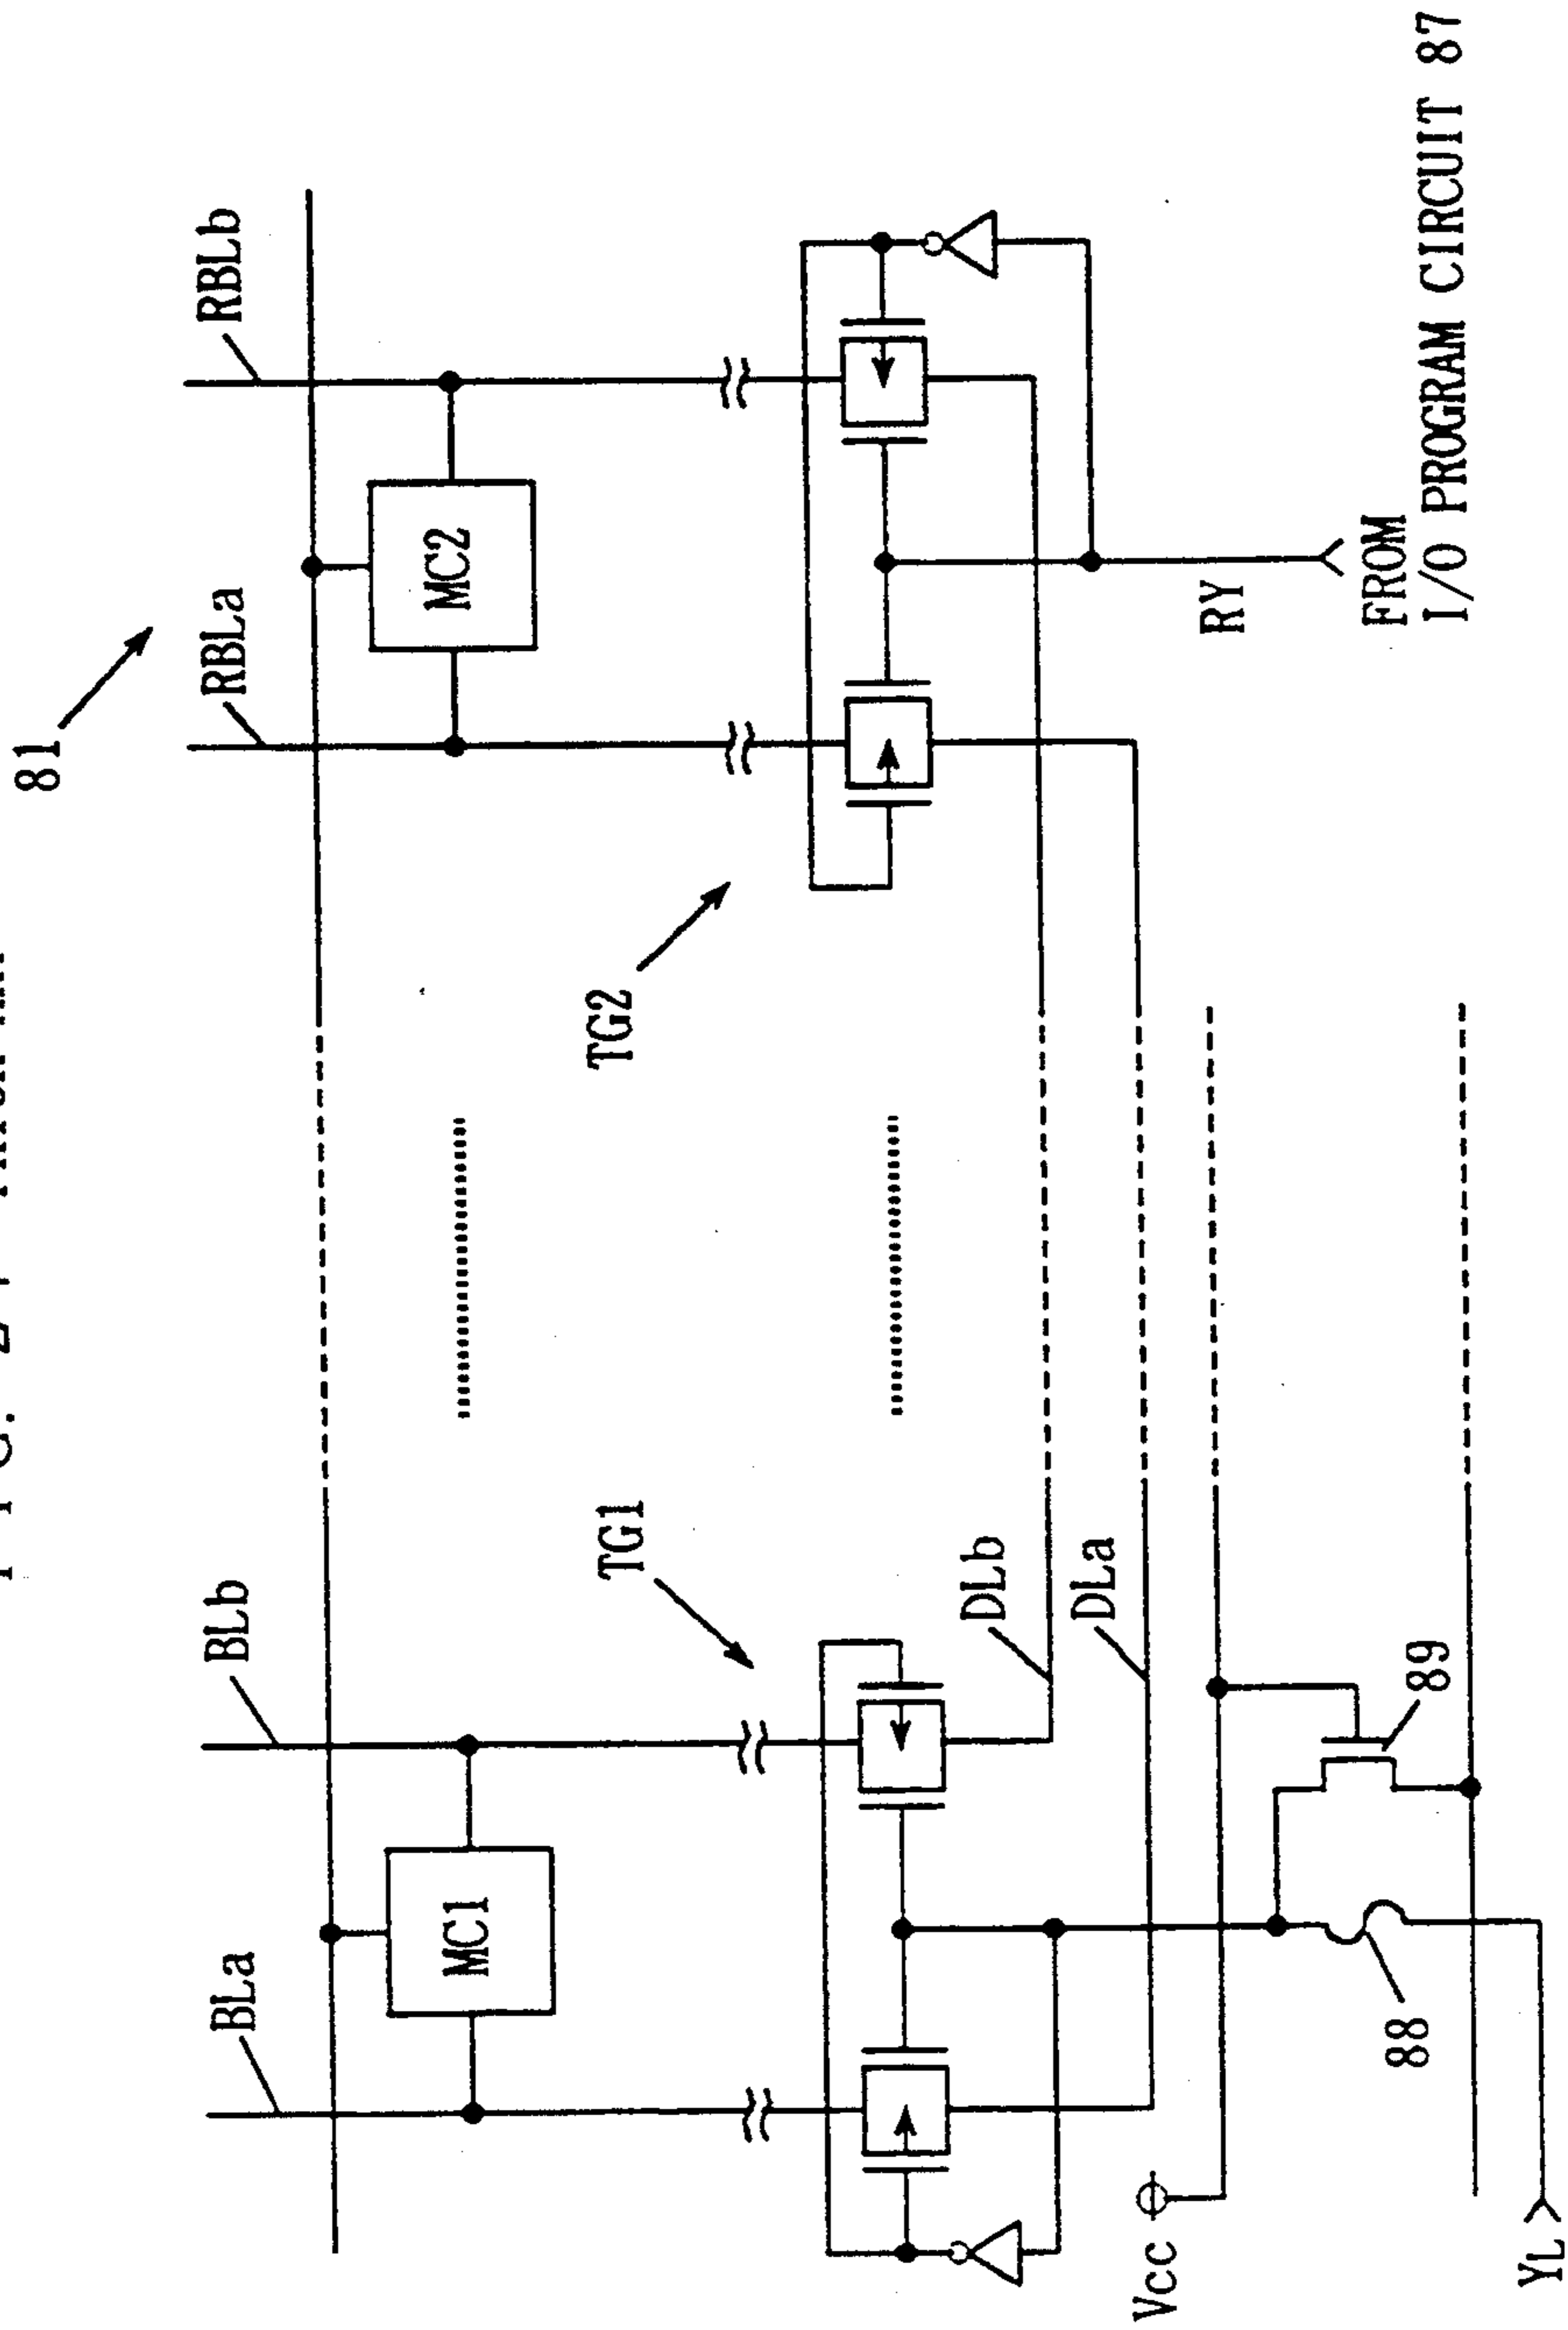 81
BLa
BLb
RBLa
RBLb
MC1
MC2
TG1
TG2
DLb
DLa
Vcc
88
89
RY
YL
FROM
I/O PROGRAM CIRCUIT 87